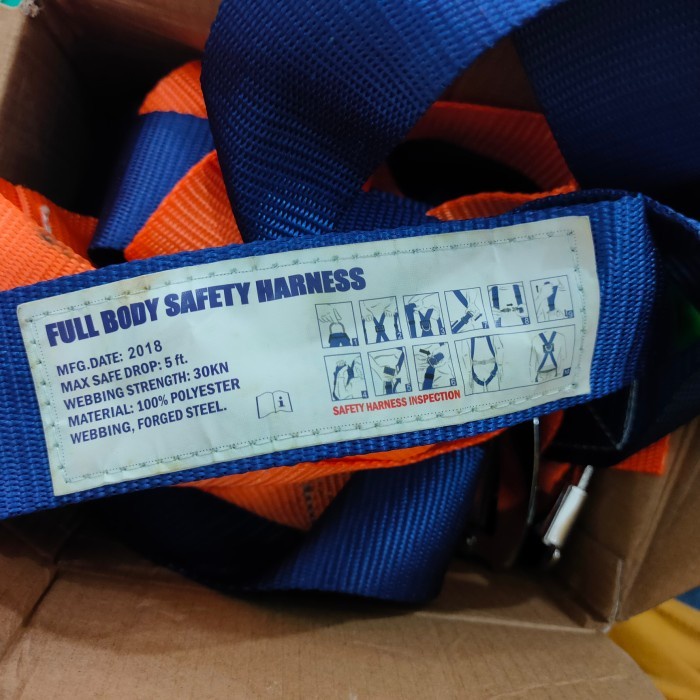 FULL BODY SAFETY HARNESS
MFG.DATE: 2018
MAX SAFE DROP: 5 ft.
WEBBING STRENGTH: 30KN
MATERIAL: 100% POLYESTER
WEBBING, FORGED STEEL.
SAFETY HARNESS INSPECTION